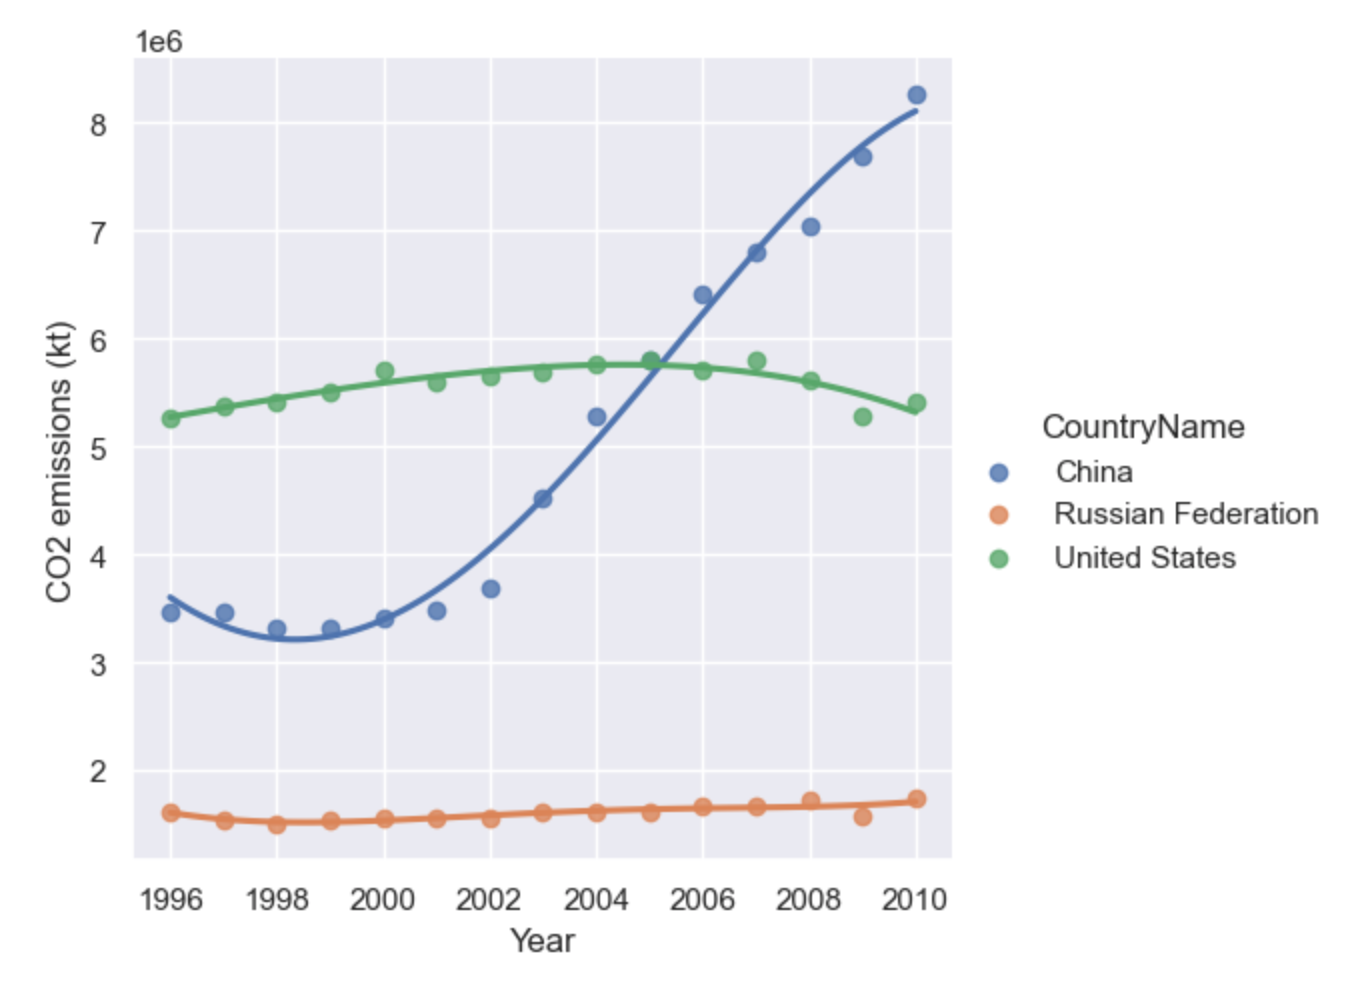 1e6
8
7
6
5
4
3
2
CO2 emissions (kt)
1996 1998 2000 2002 2004 2006 2008 2010
Year
CountryName
China
Russian Federation
United States